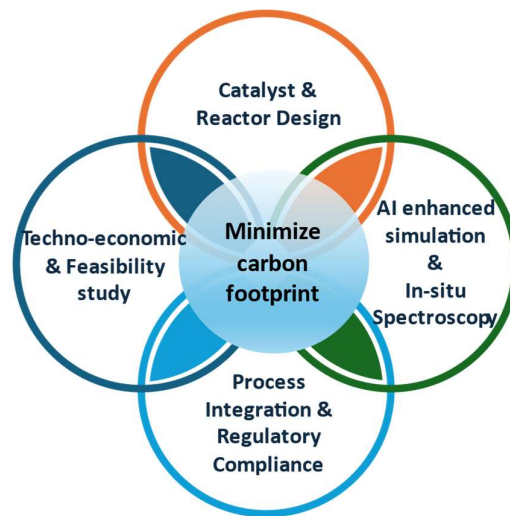 Catalyst &
Reactor Design
Techno-economic
& Feasibility
study
Minimize
carbon
footprint
AI enhanced
simulation
&
In-situ
Spectroscopy
Process
Integration &
Regulatory
Compliance